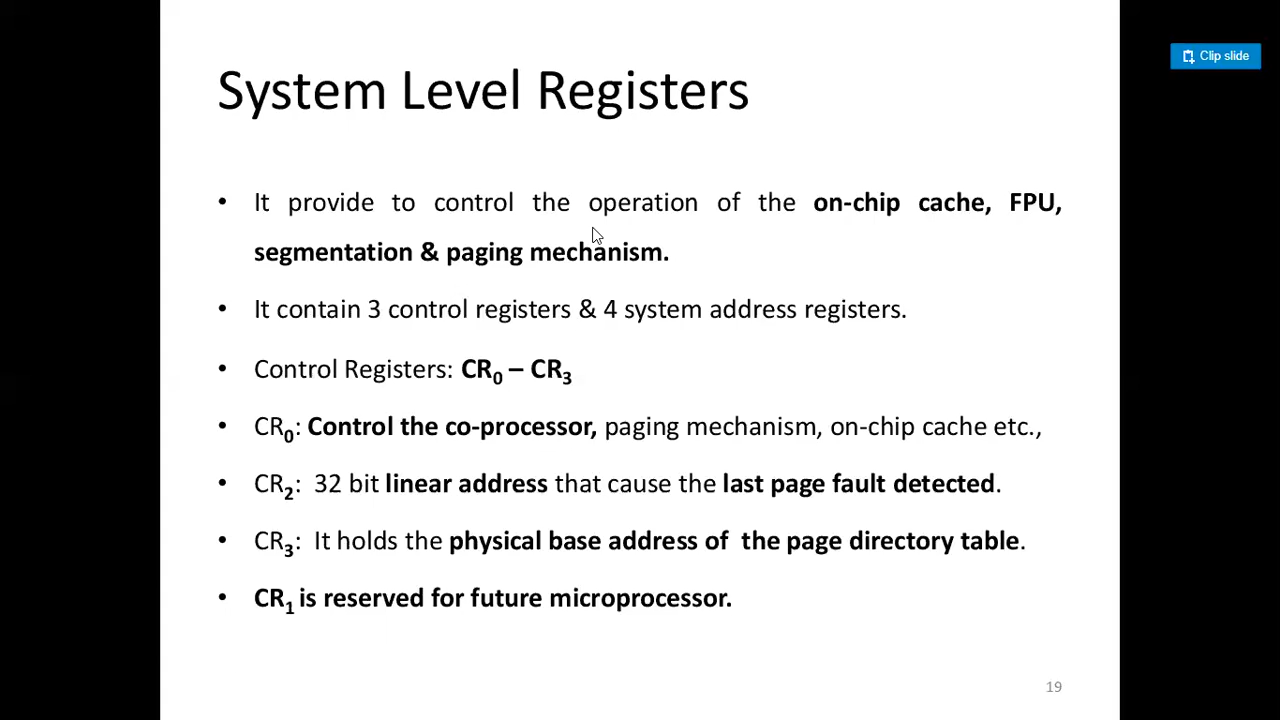 Clip slide
System Level Registers
• It provide to control the operation of the on-chip cache, FPU,
segmentation & paging mechanism.
• It contain 3 control registers & 4 system address registers.
• Control Registers: CR0 – CR3
• CR0: Control the co-processor, paging mechanism, on-chip cache etc.,
• CR2: 32 bit linear address that cause the last page fault detected.
• CR3: It holds the physical base address of the page directory table.
• CR1 is reserved for future microprocessor.
19